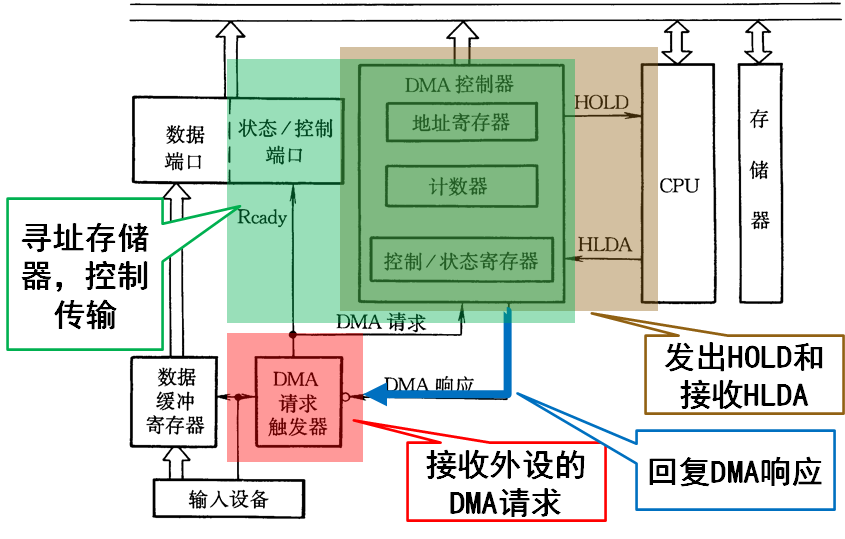 DMA 控制器
地址寄存器
计数器
控制/状态寄存器
HOLD
HLDA
CPU
存
储
器
数据
端口
状态/控制
端口
Rcady
寻址存储
器，控制
传输
DMA 请求
DMA 响应
发出HOLD和
接收HLDA
数据
缓冲
寄存器
DMA
请求
触发器
接收外设的
DMA请求
回复DMA响应
输入设备